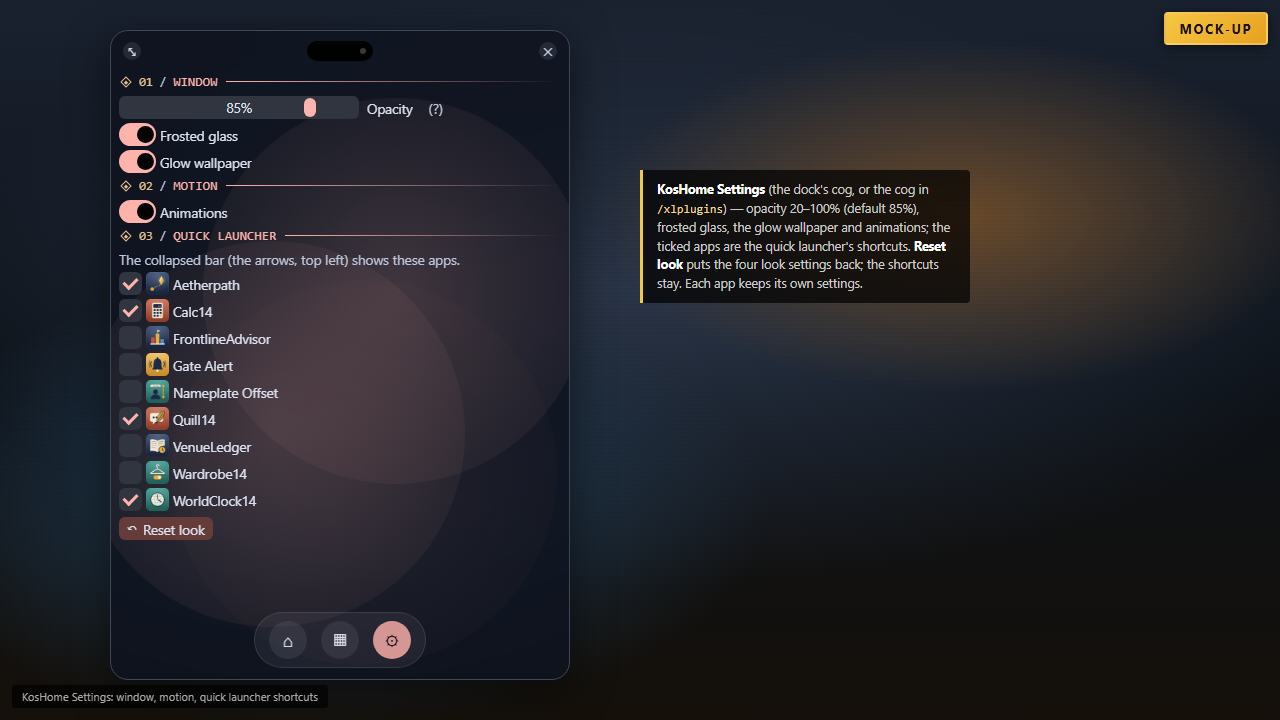 MOCK-UP
01 / WINDOW
85%
Opacity (?)
Frosted glass
Glow wallpaper
02 / MOTION
Animations
03 / QUICK LAUNCHER
The collapsed bar (the arrows, top left) shows these apps.
Aetherpath
Calc14
FrontlineAdvisor
Gate Alert
Nameplate Offset
Quill14
VenueLedger
Wardrobe14
WorldClock14
Reset look
KosHome Settings (the dock's cog, or the cog in
/xlplugins) — opacity 20–100% (default 85%),
frosted glass, the glow wallpaper and animations; the
ticked apps are the quick launcher's shortcuts. Reset
look puts the four look settings back; the shortcuts
stay. Each app keeps its own settings.
KosHome Settings: window, motion, quick launcher shortcuts